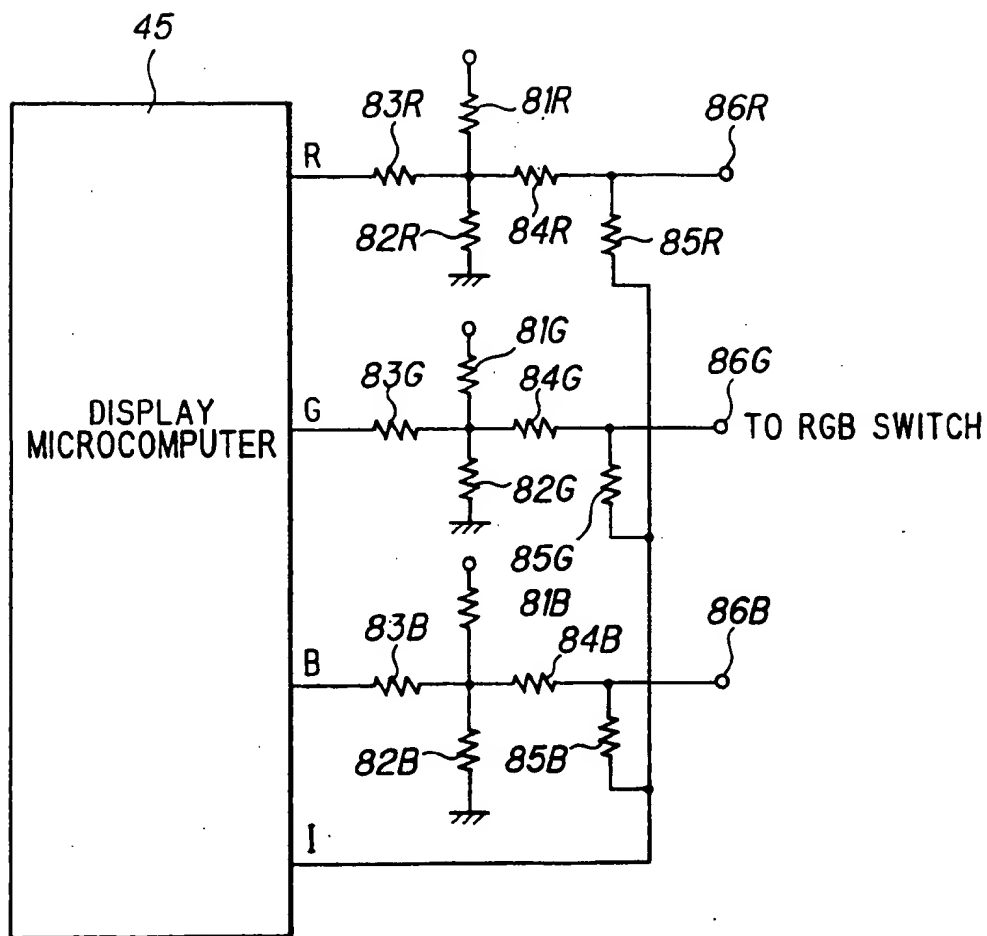 45
83R
81R
86R
R
82R
84R
85R
83G
81G
84G
86G
G
TO RGB SWITCH
DISPLAY
MICROCOMPUTER
82G
85G
81B
83B
84B
86B
B
82B
85B
I